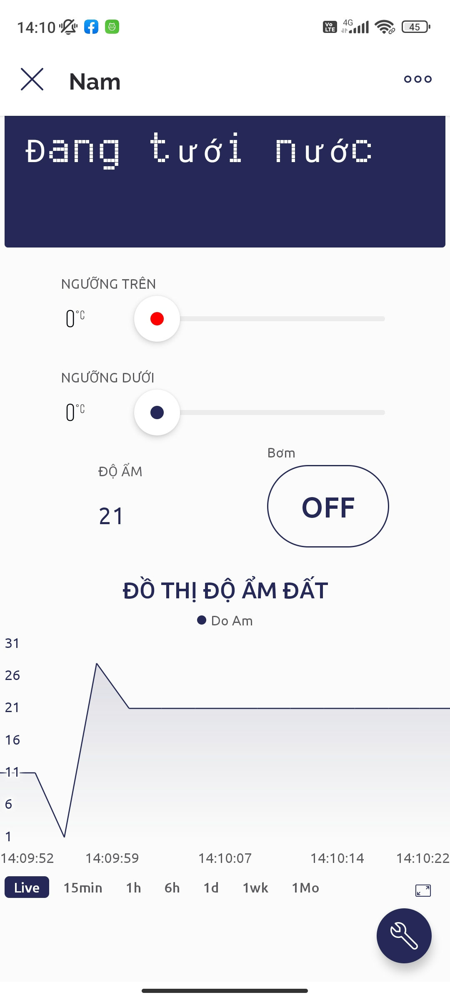 14:10 Vo LTE 4G 45
Nam
Đang tưới nước
NGƯỠNG TRÊN
0°C
NGƯỠNG DƯỚI
0°C
Bơm
ĐỘ ẨM
OFF
21
ĐỒ THỊ ĐỘ ẨM ĐẤT
Do Am
31
26
21
16
11
6
1
14:09:52 14:09:59 14:10:07 14:10:14 14:10:22
Live 15min 1h 6h 1d 1wk 1Mo